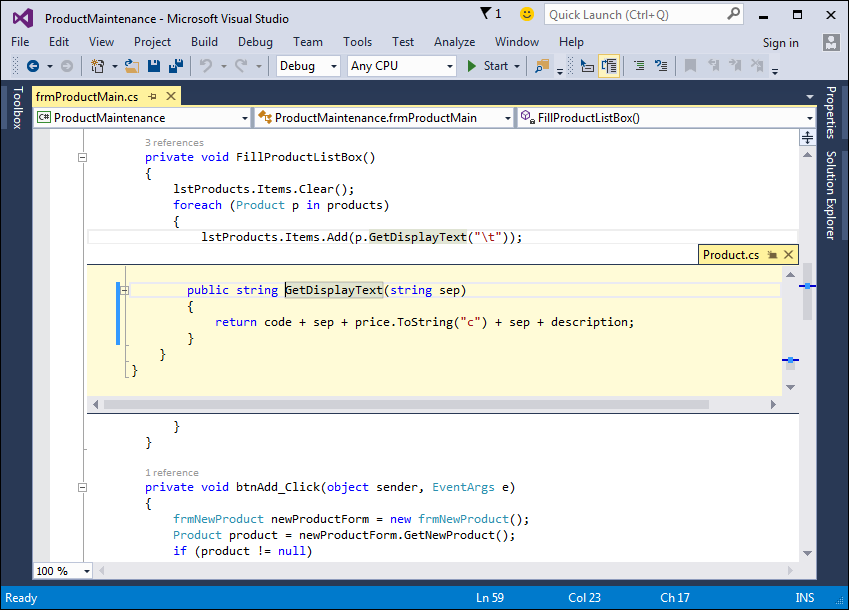 ProductMaintenance - Microsoft Visual Studio
1
Quick Launch (Ctrl+Q)
File Edit View Project Build Debug Team Tools Test Analyze Window Help Sign in
Debug Any CPU Start
Toolbox
frmProductMain.cs
Properties
Solution Explorer
C# ProductMaintenance ProductMaintenance.frmProductMain FillProductListBox()
3 references
private void FillProductListBox()
{
lstProducts.Items.Clear();
foreach (Product p in products)
{
lstProducts.Items.Add(p.GetDisplayText("\t"));
Product.cs
public string GetDisplayText(string sep)
{
return code + sep + price.ToString("c") + sep + description;
}
}
}
}
}
1 reference
private void btnAdd_Click(object sender, EventArgs e)
{
frmNewProduct newProductForm = new frmNewProduct();
Product product = newProductForm.GetNewProduct();
if (product != null)
100 %
Ready Ln 59 Col 23 Ch 17 INS